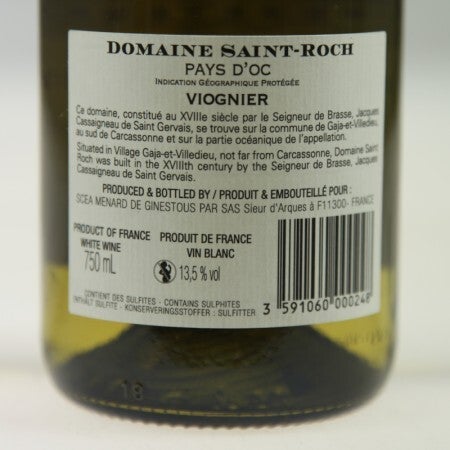 DOMAINE SAINT-ROCH
PAYS D'OC
INDICATION GÉOGRAPHIQUE PROTÉGÉE
VIOGNIER
Ce domaine, constitué au XVIIIe siècle par le Seigneur de Brasse, Jacques
Cassaigneau de Saint Gervais, se trouve sur la commune de Gaja-et-Villedieu,
au sud de Carcassonne et sur la partie océanique de l'appellation.
Situated in Village Gaja-et-Villedieu, not far from Carcassonne, Domaine Saint
Roch was built in the XVIIIth century by the Seigneur de Brasse, Jacques
Cassaigneau de Saint Gervais.
PRODUCED & BOTTLED BY / PRODUIT & EMBOUTEILLÉ POUR :
SCEA MENARD DE GINESTOUS PAR SAS Sieur d'Arques à F11300- FRANCE
PRODUCT OF FRANCE
WHITE WINE
750 mL
PRODUIT DE FRANCE
VIN BLANC
13,5 % vol
CONTIENT DES SULFITES - CONTAINS SULPHITES
ENTHÄLT SULFITE - KONSERVERINGSSTOFFER : SULFITTER
3 591060 000248